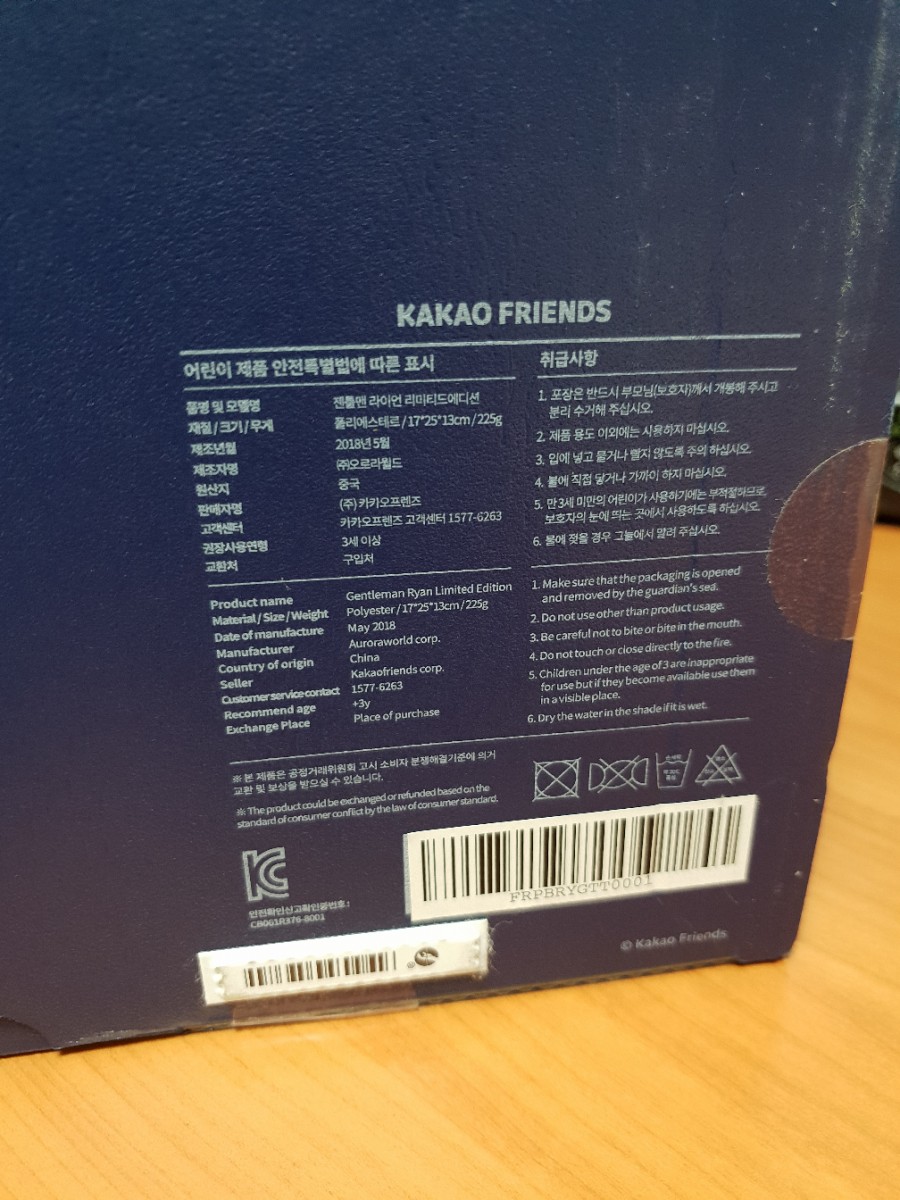 KAKAO FRIENDS
어린이 제품 안전특별법에 따른 표시
품명 및 모델명 젠틀맨 라이언 리미티드에디션
재질 / 크기 / 무게 폴리에스테르 / 17*25*13cm / 225g
제조년월 2018년 5월
제조자명 ㈜오로라월드
원산지 중국
판매자명 (주) 카카오프렌즈
고객센터 카카오프렌즈 고객센터 1577-6263
권장사용연령 3세 이상
교환처 구입처
취급사항
1. 포장은 반드시 부모님(보호자)께서 개봉해 주시고
분리 수거해 주십시오.
2. 제품 용도 이외에는 사용하지 마십시오.
3. 입에 넣고 물거나 빨지 않도록 주의 하십시오.
4. 불에 직접 닿거나 가까이 하지 마십시오.
5. 만 3세 미만의 어린이가 사용하기에는 부적절하므로,
보호자의 눈에 띄는 곳에서 사용하도록 하십시오.
6. 물에 젖을 경우 그늘에서 말려 주십시오.
Product name Gentleman Ryan Limited Edition
Material / Size / Weight Polyester / 17*25*13cm / 225g
Date of manufacture May 2018
Manufacturer Auroraworld corp.
Country of origin China
Seller Kakaofriends corp.
Customer service contact 1577-6263
Recommend age +3y
Exchange Place Place of purchase
1. Make sure that the packaging is opened
and removed by the guardian's sea.
2. Do not use other than product usage.
3. Be careful not to bite or bite in the mouth.
4. Do not touch or close directly to the fire.
5. Children under the age of 3 are inappropriate
for use but if they become available use them
in a visible place.
6. Dry the water in the shade if it is wet.
※ 본 제품은 공정거래위원회 고시 소비자 분쟁해결기준에 의거
교환 및 보상을 받으실 수 있습니다.
※ The product could be exchanged or refunded based on the
standard of consumer conflict by the law of consumer standard.
안전확인신고확인증번호 :
CB061R376-8001
FRPBRYGTT0001
© Kakao Friends